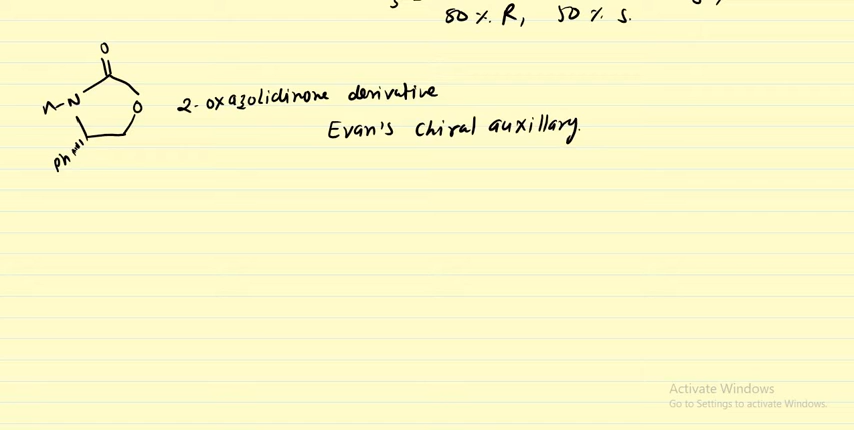 80 % R, 50 % s.
O
N
O
Ph
2-oxazolidinone derivative
Evan's chiral auxillary.
Activate Windows
Go to Settings to activate Windows.